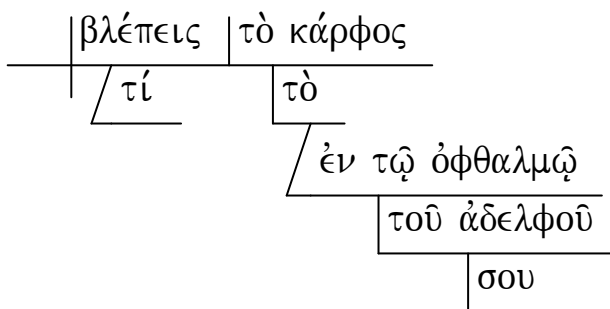 βλέπεις τὸ κάρφος
τί τὸ
ἐν τῷ ὀφθαλμῷ
τοῦ ἀδελφοῦ
σου